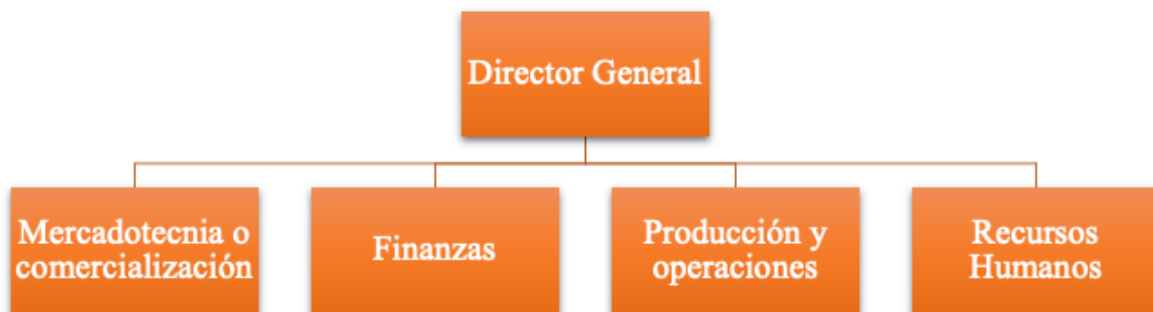 Director General
Mercadotecnia o
comercialización
Finanzas
Producción y
operaciones
Recursos
Humanos